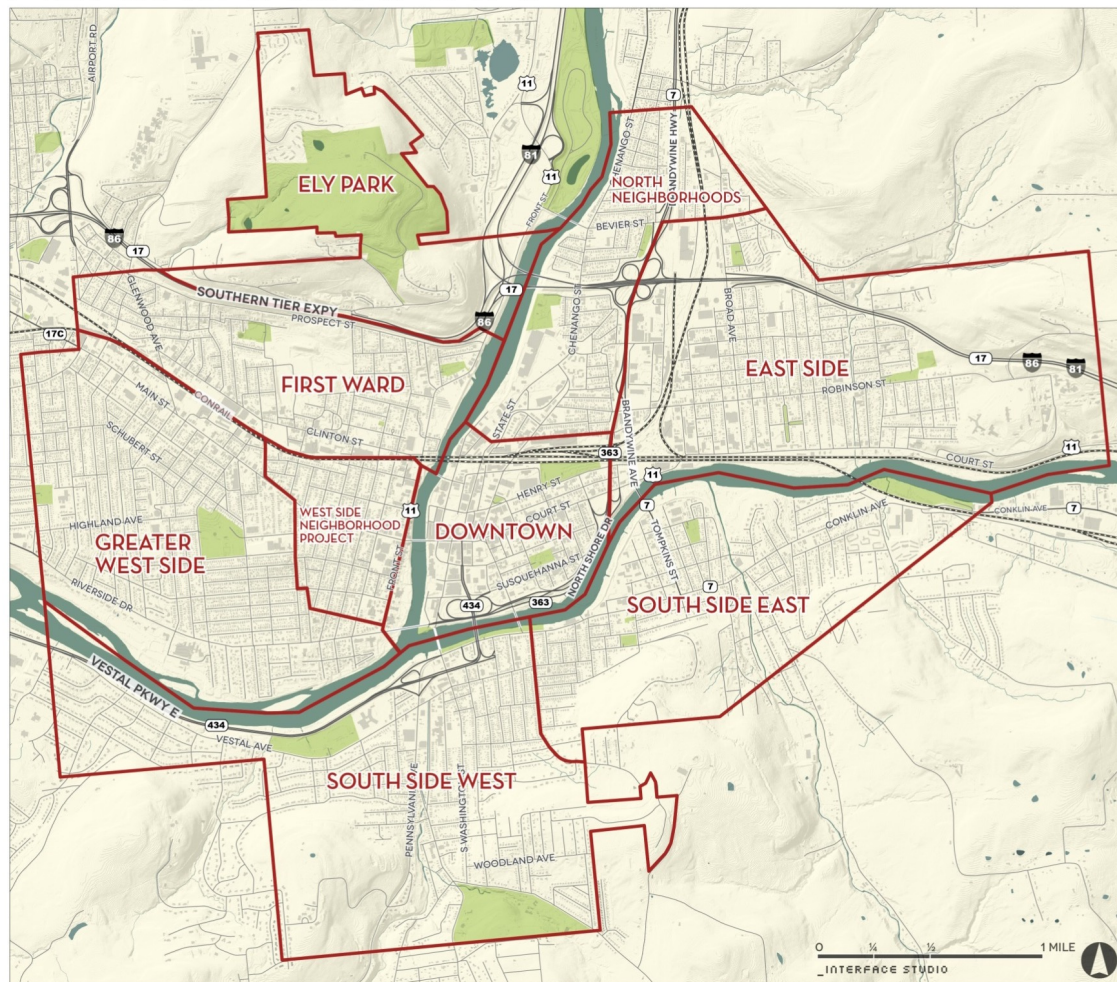 AIRPORT RD
11
7
81
11
ELY PARK
CHENANGO ST
BRANDYWINE HWY
NORTH
NEIGHBORHOODS
FRONT ST
BEVIER ST
86
17
GLENWOOD AVE
SOUTHERN TIER EXPY
PROSPECT ST
17
86
17C
CHENANGO ST
BROAD AVE
17
86
81
EAST SIDE
ROBINSON ST
FIRST WARD
MAIN ST
CONRAIL
SCHUBERT ST
CLINTON ST
STATE ST
BRANDYWINE AVE
363
11
COURT ST
11
HENRY ST
COURT ST
7
11
WEST SIDE
NEIGHBORHOOD
PROJECT
DOWNTOWN
HIGHLAND AVE
GREATER
WEST SIDE
FRONT ST
NORTH SHORE DR
TOMPKINS ST
CONKLIN AVE
CONKLIN AVE
7
SUSQUEHANNA ST
RIVERSIDE DR
434
363
7
SOUTH SIDE EAST
VESTAL PKWY E
434
VESTAL AVE
SOUTH SIDE WEST
PENNSYLVANIA AVE
S WASHINGTON ST
WOODLAND AVE
0 ¼ ½ 1 MILE
_INTERFACE STUDIO